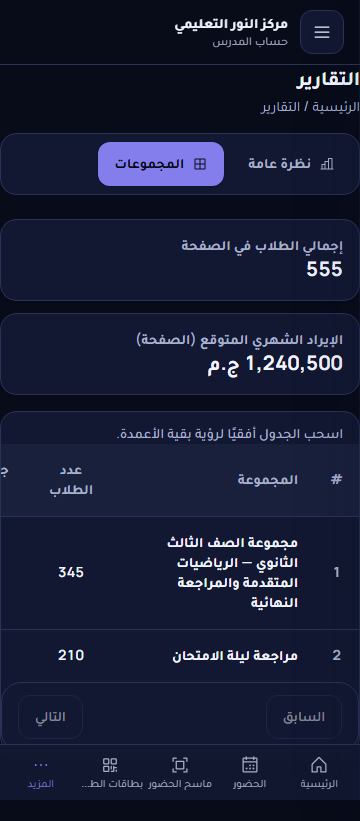 مركز النور التعليمي
حساب المدرس
التقارير
الرئيسية / التقارير
نظرة عامة
المجموعات
إجمالي الطلاب في الصفحة
555
الإيراد الشهري المتوقع (الصفحة)
1,240,500 ج.م
اسحب الجدول أفقيًا لرؤية بقية الأعمدة.
# المجموعة عدد الطلاب
1 مجموعة الصف الثالث الثانوي — الرياضيات المتقدمة والمراجعة النهائية 345
2 مراجعة ليلة الامتحان 210
السابق التالي
الرئيسية الحضور ماسح الحضور بطاقات الط... المزيد